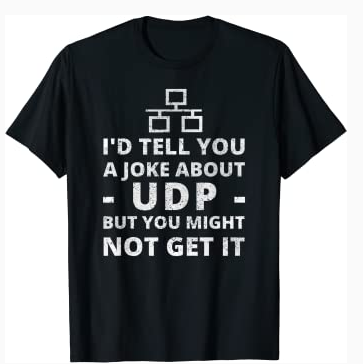 I'D TELL YOU
A JOKE ABOUT
- UDP -
BUT YOU MIGHT
NOT GET IT